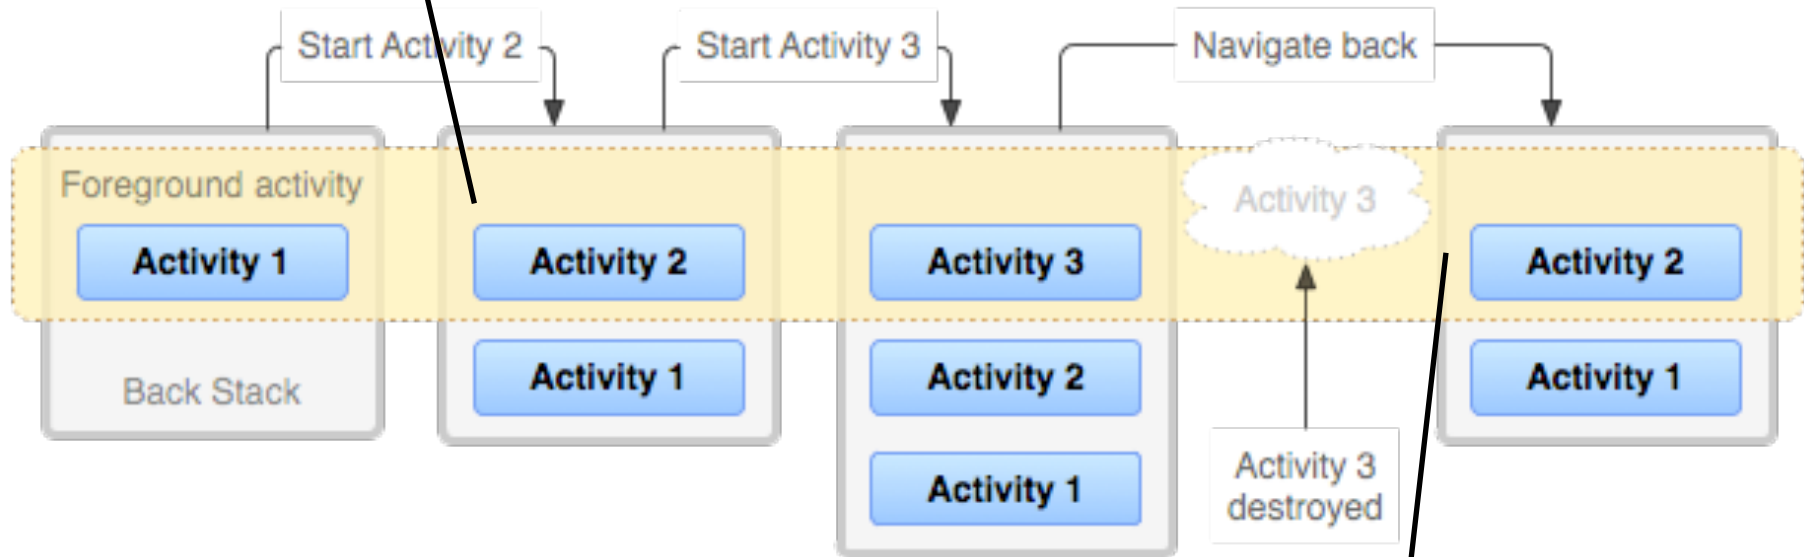 Start Activity 2
Start Activity 3
Navigate back
Foreground activity
Activity 1
Back Stack
Activity 2
Activity 1
Activity 3
Activity 2
Activity 1
Activity 3
Activity 3
destroyed
Activity 2
Activity 1